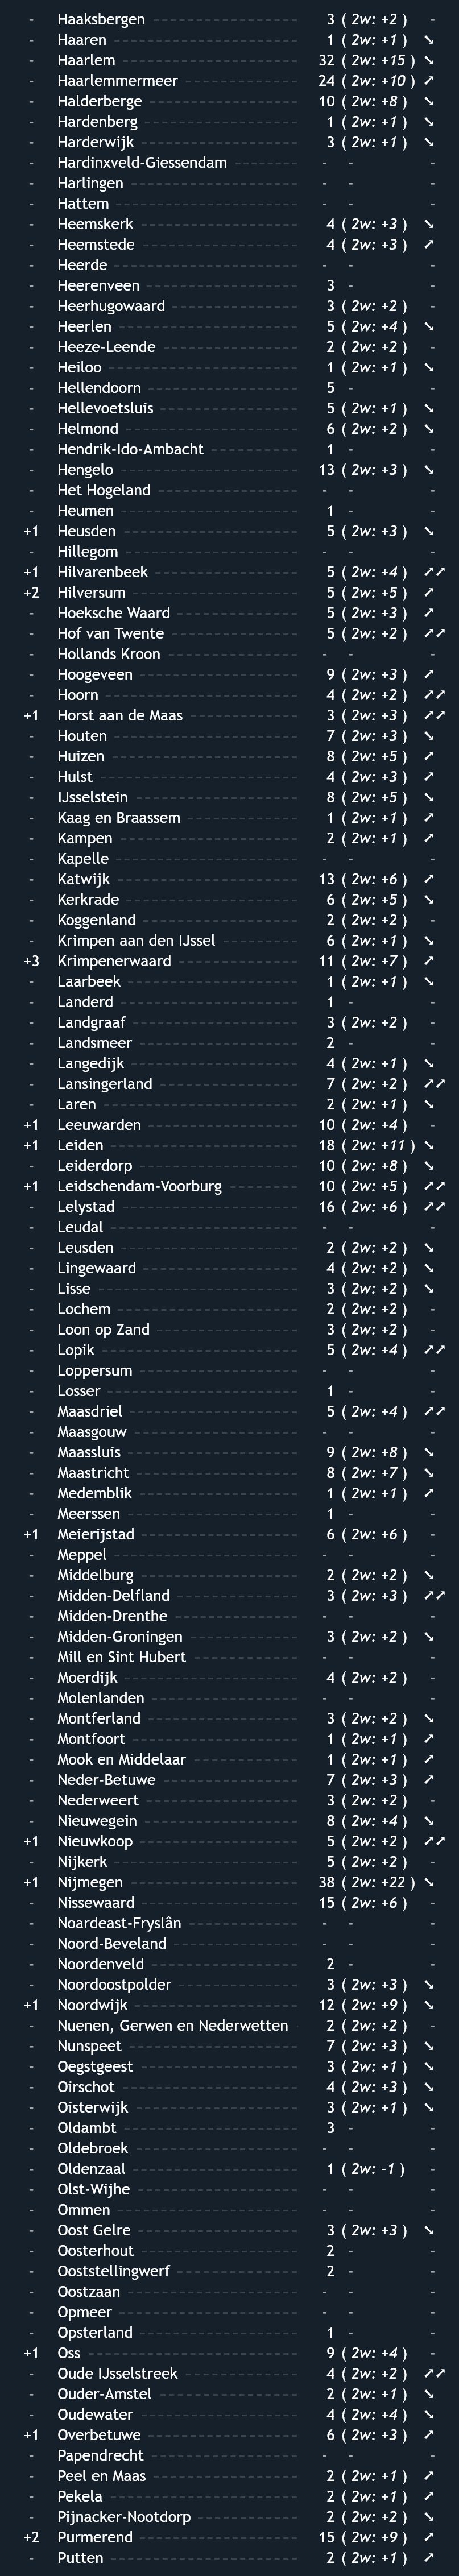 - Haaksbergen 3 ( 2w: +2 ) -
- Haaren 1 ( 2w: +1 ) ➘
- Haarlem 32 ( 2w: +15 ) ➘
- Haarlemmermeer 24 ( 2w: +10 ) ➚
- Halderberge 10 ( 2w: +8 ) ➘
- Hardenberg 1 ( 2w: +1 ) ➘
- Harderwijk 3 ( 2w: +1 ) ➘
- Hardinxveld-Giessendam - - -
- Harlingen - - -
- Hattem - - -
- Heemskerk 4 ( 2w: +3 ) ➘
- Heemstede 4 ( 2w: +3 ) ➚
- Heerde - - -
- Heerenveen 3 - -
- Heerhugowaard 3 ( 2w: +2 ) -
- Heerlen 5 ( 2w: +4 ) ➘
- Heeze-Leende 2 ( 2w: +2 ) -
- Heiloo 1 ( 2w: +1 ) ➘
- Hellendoorn 5 - -
- Hellevoetsluis 5 ( 2w: +1 ) ➘
- Helmond 6 ( 2w: +2 ) ➘
- Hendrik-Ido-Ambacht 1 - -
- Hengelo 13 ( 2w: +3 ) ➘
- Het Hogeland - - -
- Heumen 1 - -
+1 Heusden 5 ( 2w: +3 ) ➘
- Hillegom - - -
+1 Hilvarenbeek 5 ( 2w: +4 ) ➚➚
+2 Hilversum 5 ( 2w: +5 ) ➚
- Hoeksche Waard 5 ( 2w: +3 ) ➚
- Hof van Twente 5 ( 2w: +2 ) ➚➚
- Hollands Kroon - - -
- Hoogeveen 9 ( 2w: +3 ) ➚
- Hoorn 4 ( 2w: +2 ) ➚➚
+1 Horst aan de Maas 3 ( 2w: +3 ) ➚➚
- Houten 7 ( 2w: +3 ) ➘
- Huizen 8 ( 2w: +5 ) ➚
- Hulst 4 ( 2w: +3 ) ➚
- IJsselstein 8 ( 2w: +5 ) ➘
- Kaag en Braassem 1 ( 2w: +1 ) ➚
- Kampen 2 ( 2w: +1 ) ➚
- Kapelle - - -
- Katwijk 13 ( 2w: +6 ) ➚
- Kerkrade 6 ( 2w: +5 ) ➘
- Koggenland 2 ( 2w: +2 ) -
- Krimpen aan den IJssel 6 ( 2w: +1 ) ➘
+3 Krimpenerwaard 11 ( 2w: +7 ) ➚
- Laarbeek 1 ( 2w: +1 ) ➘
- Landerd 1 - -
- Landgraaf 3 ( 2w: +2 ) -
- Landsmeer 2 - -
- Langedijk 4 ( 2w: +1 ) ➘
- Lansingerland 7 ( 2w: +2 ) ➚➚
- Laren 2 ( 2w: +1 ) ➘
+1 Leeuwarden 10 ( 2w: +4 ) -
+1 Leiden 18 ( 2w: +11 ) ➘
- Leiderdorp 10 ( 2w: +8 ) ➘
+1 Leidschendam-Voorburg 10 ( 2w: +5 ) ➚➚
- Lelystad 16 ( 2w: +6 ) ➚➚
- Leudal - - -
- Leusden 2 ( 2w: +2 ) ➘
- Lingewaard 4 ( 2w: +2 ) ➘
- Lisse 3 ( 2w: +2 ) ➘
- Lochem 2 ( 2w: +2 ) -
- Loon op Zand 3 ( 2w: +2 ) -
- Lopik 5 ( 2w: +4 ) ➚➚
- Loppersum - - -
- Losser 1 - -
- Maasdriel 5 ( 2w: +4 ) ➚➚
- Maasgouw - - -
- Maassluis 9 ( 2w: +8 ) ➘
- Maastricht 8 ( 2w: +7 ) ➘
- Medemblik 1 ( 2w: +1 ) ➚
- Meerssen 1 - -
+1 Meierijstad 6 ( 2w: +6 ) -
- Meppel - - -
- Middelburg 2 ( 2w: +2 ) ➘
- Midden-Delfland 3 ( 2w: +3 ) ➚➚
- Midden-Drenthe - - -
- Midden-Groningen 3 ( 2w: +2 ) ➘
- Mill en Sint Hubert - - -
- Moerdijk 4 ( 2w: +2 ) -
- Molenlanden - - -
- Montferland 3 ( 2w: +2 ) ➘
- Montfoort 1 ( 2w: +1 ) ➚
- Mook en Middelaar 1 ( 2w: +1 ) ➚
- Neder-Betuwe 7 ( 2w: +3 ) ➚
- Nederweert 3 ( 2w: +2 ) -
- Nieuwegein 8 ( 2w: +4 ) ➘
+1 Nieuwkoop 5 ( 2w: +2 ) ➚➚
- Nijkerk 5 ( 2w: +2 ) -
+1 Nijmegen 38 ( 2w: +22 ) ➘
- Nissewaard 15 ( 2w: +6 ) -
- Noardeast-Fryslân - - -
- Noord-Beveland - - -
- Noordenveld 2 - -
- Noordoostpolder 3 ( 2w: +3 ) ➘
+1 Noordwijk 12 ( 2w: +9 ) ➘
- Nuenen, Gerwen en Nederwetten 2 ( 2w: +2 ) -
- Nunspeet 7 ( 2w: +3 ) ➘
- Oegstgeest 3 ( 2w: +1 ) ➘
- Oirschot 4 ( 2w: +3 ) ➘
- Oisterwijk 3 ( 2w: +1 ) ➘
- Oldambt 3 - -
- Oldebroek - - -
- Oldenzaal 1 ( 2w: -1 ) -
- Olst-Wijhe - - -
- Ommen - - -
- Oost Gelre 3 ( 2w: +3 ) ➘
- Oosterhout 2 - -
- Ooststellingwerf 2 - -
- Oostzaan - - -
- Opmeer - - -
- Opsterland 1 - -
+1 Oss 9 ( 2w: +4 ) -
- Oude IJsselstreek 4 ( 2w: +2 ) ➚➚
- Ouder-Amstel 2 ( 2w: +1 ) ➘
- Oudewater 4 ( 2w: +4 ) ➘
+1 Overbetuwe 6 ( 2w: +3 ) ➚
- Papendrecht - - -
- Peel en Maas 2 ( 2w: +1 ) ➚
- Pekela 2 ( 2w: +1 ) ➚
- Pijnacker-Nootdorp 2 ( 2w: +2 ) ➘
+2 Purmerend 15 ( 2w: +9 ) ➚
- Putten 2 ( 2w: +1 ) ➚